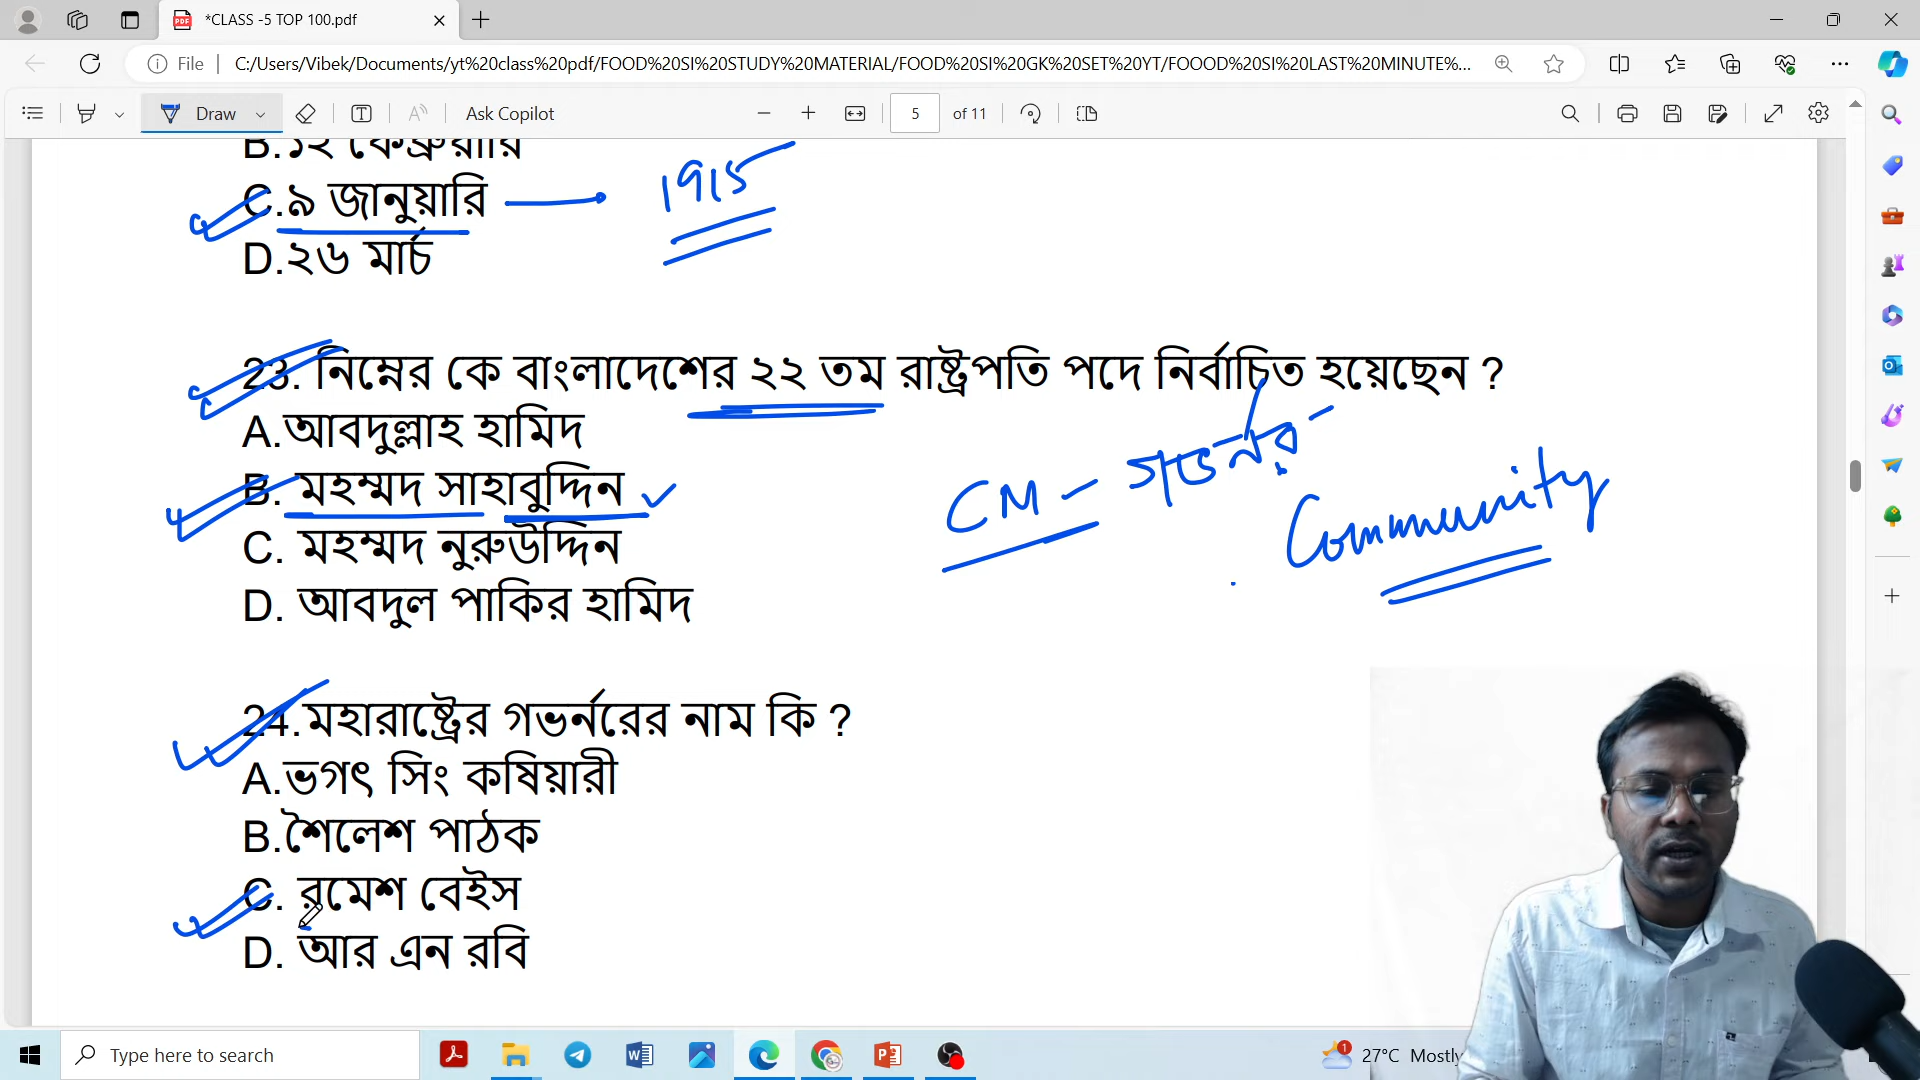 *CLASS -5 TOP 100.pdf
File
C:/Users/Vibek/Documents/yt%20class%20pdf/FOOD%20SI%20STUDY%20MATERIAL/FOOD%20SI%20GK%20SET%20YT/FOOOD%20SI%20LAST%20MINUTE%...
Draw
Ask Copilot
5 of 11
B.১২ ফেব্রুয়ারি
C.৯ জানুয়ারি
1915
D.২৬ মার্চ
23. নিম্নের কে বাংলাদেশের ২২ তম রাষ্ট্রপতি পদে নির্বাচিত হয়েছেন ?
A.আবদুল্লাহ হামিদ
CM - গভর্নর -
B. মহম্মদ সাহাবুদ্দিন
Community
C. মহম্মদ নুরুউদ্দিন
D. আবদুল পাকির হামিদ
24.মহারাষ্ট্রের গভর্নরের নাম কি ?
A.ভগৎ সিং কষিয়ারী
B.শৈলেশ পাঠক
C. রমেশ বেইস
D. আর এন রবি
Type here to search
27°C Mostly